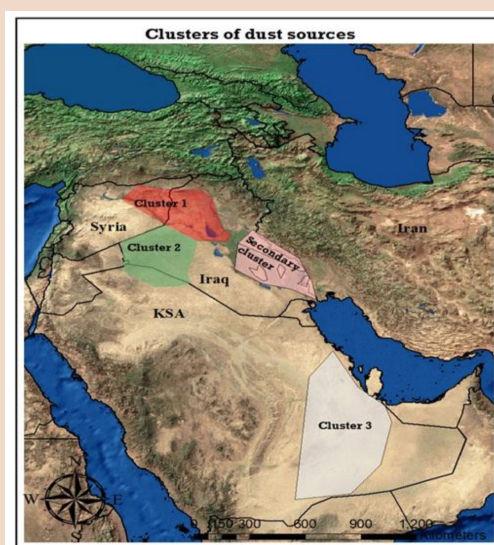 Clusters of dust sources
Cluster 1
Syria
Iran
Cluster 2
Secondary
cluster
Iraq
KSA
Cluster 3
N
W
E
S
0 150 300 600 900 1,200
Kilometers